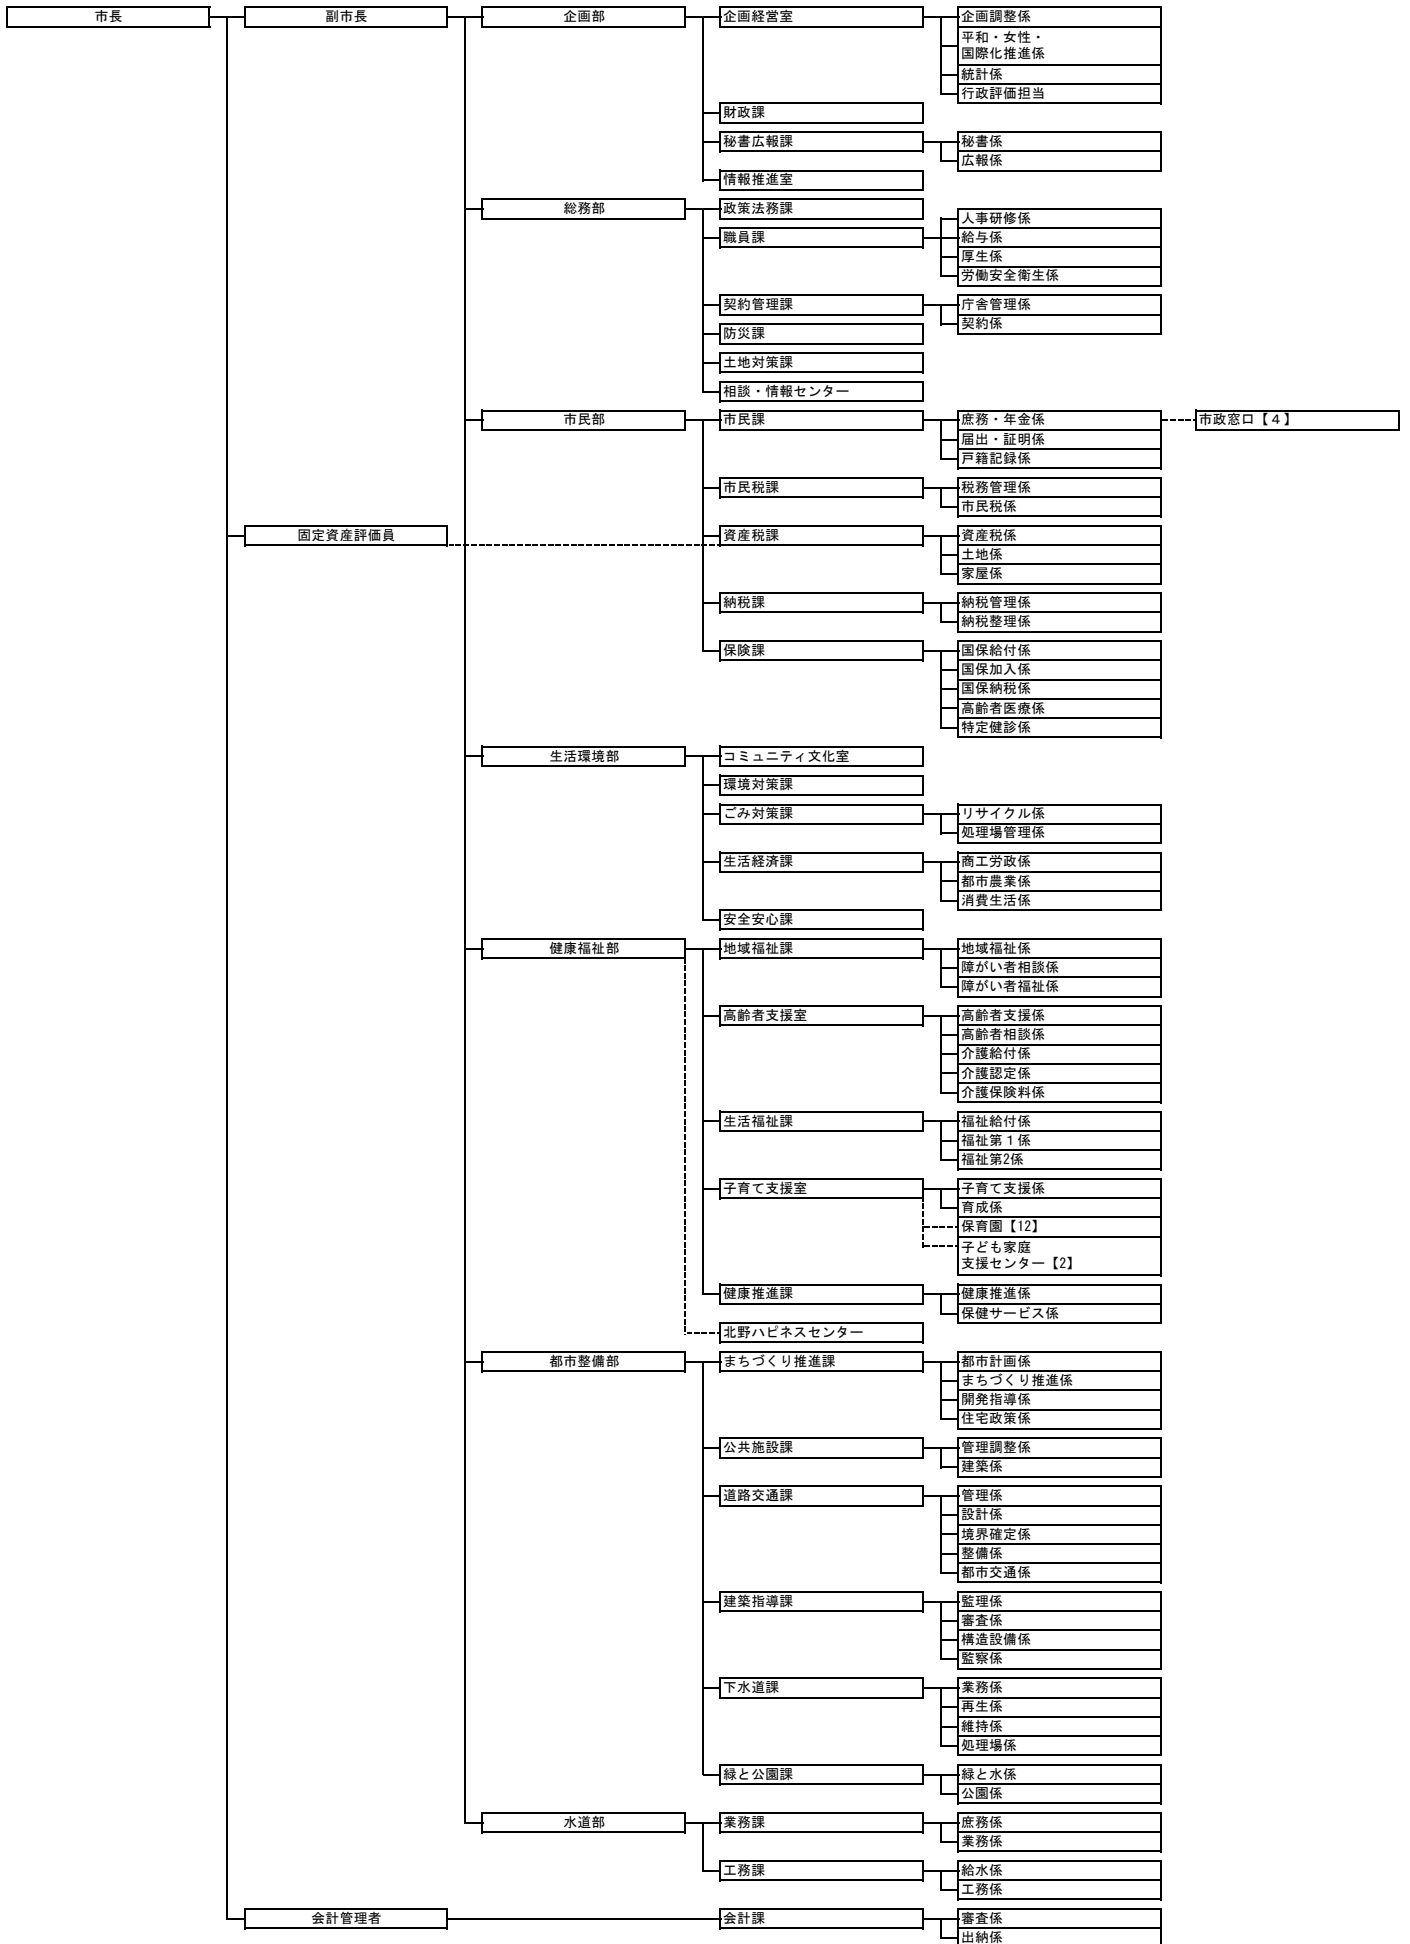 市長
副市長
企画部
企画経営室
企画調整係
平和・女性・
国際化推進係
統計係
行政評価担当
財政課
秘書広報課
秘書係
広報係
情報推進室
総務部
政策法務課
職員課
人事研修係
給与係
厚生係
労働安全衛生係
契約管理課
庁舎管理係
契約係
防災課
土地対策課
相談・情報センター
市民部
市民課
庶務・年金係
市政窓口【４】
届出・証明係
戸籍記録係
市民税課
税務管理係
市民税係
固定資産評価員
資産税課
資産税係
土地係
家屋係
納税課
納税管理係
納税整理係
保険課
国保給付係
国保加入係
国保納税係
高齢者医療係
特定健診係
生活環境部
コミュニティ文化室
環境対策課
ごみ対策課
リサイクル係
処理場管理係
生活経済課
商工労政係
都市農業係
消費生活係
安全安心課
健康福祉部
地域福祉課
地域福祉係
障がい者相談係
障がい者福祉係
高齢者支援室
高齢者支援係
高齢者相談係
介護給付係
介護認定係
介護保険料係
生活福祉課
福祉給付係
福祉第１係
福祉第2係
子育て支援室
子育て支援係
育成係
保育園【12】
子ども家庭
支援センター【2】
健康推進課
健康推進係
保健サービス係
北野ハピネスセンター
都市整備部
まちづくり推進課
都市計画係
まちづくり推進係
開発指導係
住宅政策係
公共施設課
管理調整係
建築係
道路交通課
管理係
設計係
境界確定係
整備係
都市交通係
建築指導課
監理係
審査係
構造設備係
監察係
下水道課
業務係
再生係
維持係
処理場係
緑と公園課
緑と水係
公園係
水道部
業務課
庶務係
業務係
工務課
給水係
工務係
会計管理者
会計課
審査係
出納係